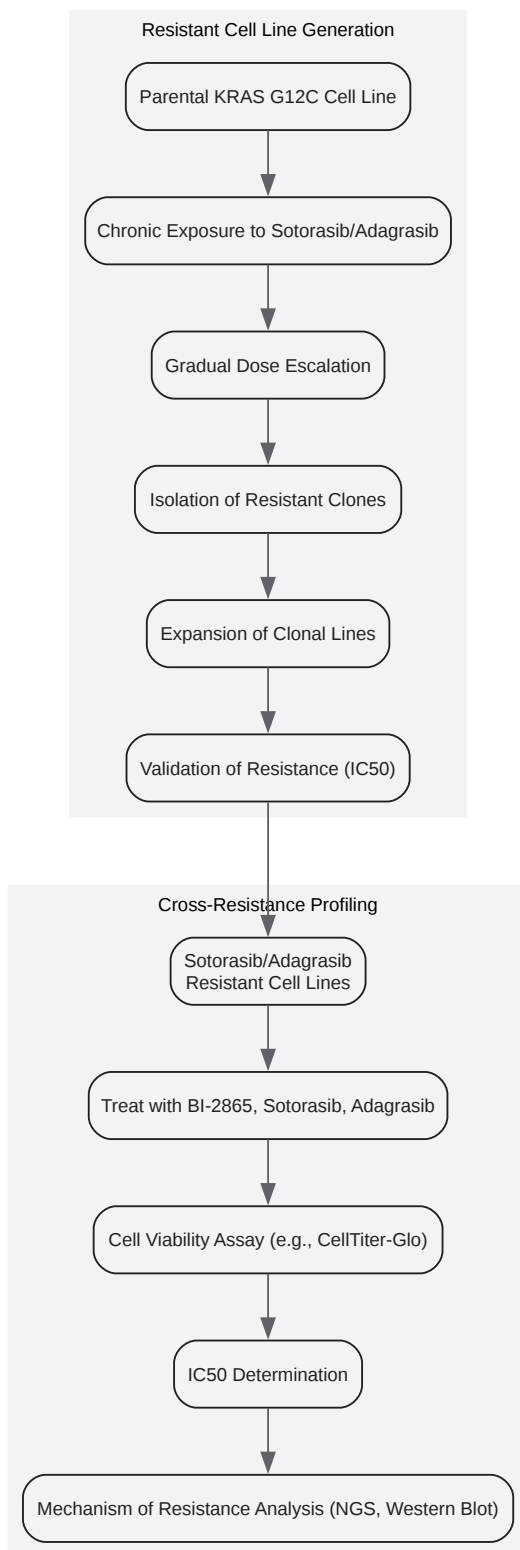 Resistant Cell Line Generation
Parental KRAS G12C Cell Line
Chronic Exposure to Sotorasib/Adagrasib
Gradual Dose Escalation
Isolation of Resistant Clones
Expansion of Clonal Lines
Validation of Resistance (IC50)
Cross-Resistance Profiling
Sotorasib/Adagrasib
Resistant Cell Lines
Treat with BI-2865, Sotorasib, Adagrasib
Cell Viability Assay (e.g., CellTiter-Glo)
IC50 Determination
Mechanism of Resistance Analysis (NGS, Western Blot)